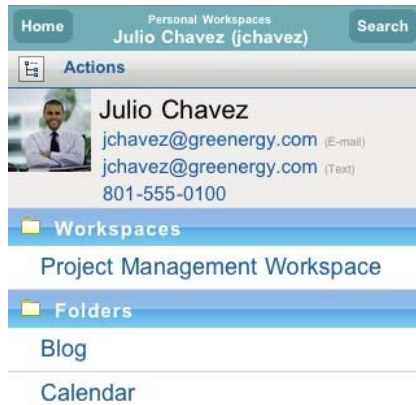 Home
Personal Workspaces
Julio Chavez (jchavez)
Search
Actions
Julio Chavez
jchavez@greenergy.com (E-mail)
jchavez@greenergy.com (Text)
801-555-0100
Workspaces
Project Management Workspace
Folders
Blog
Calendar